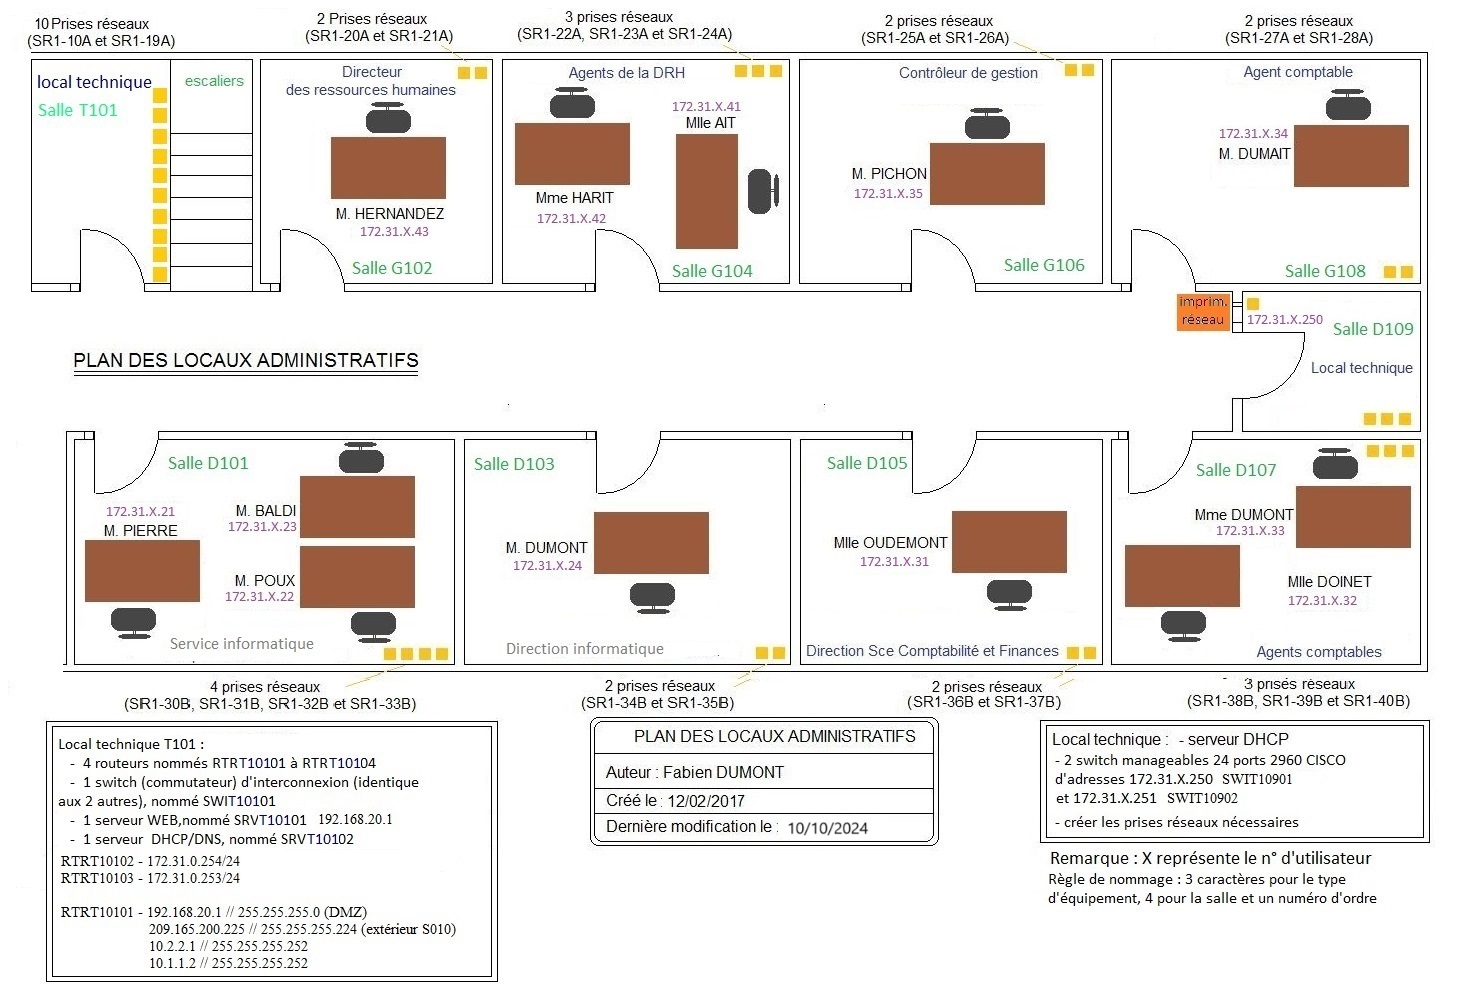 10 Prises réseaux
(SR1-10A et SR1-19A)
2 Prises réseaux
(SR1-20A et SR1-21A)
3 prises réseaux
(SR1-22A, SR1-23A et SR1-24A)
2 prises réseaux
(SR1-25A et SR1-26A)
2 prises réseaux
(SR1-27A et SR1-28A)
local technique
Salle T101
escaliers
Directeur
des ressources humaines
M. HERNANDEZ
172.31.X.43
Salle G102
Agents de la DRH
172.31.X.41
Mlle AIT
Mme HARIT
172.31.X.42
Salle G104
Contrôleur de gestion
M. PICHON
172.31.X.35
Salle G106
Agent comptable
172.31.X.34
M. DUMAIT
Salle G108
imprim.
réseau
172.31.X.250
Salle D109
Local technique
PLAN DES LOCAUX ADMINISTRATIFS
Salle D101
172.31.X.21
M. PIERRE
M. BALDI
172.31.X.23
M. POUX
172.31.X.22
Service informatique
Salle D103
M. DUMONT
172.31.X.24
Direction informatique
Salle D105
Mlle OUDEMONT
172.31.X.31
Direction Sce Comptabilité et Finances
Salle D107
Mme DUMONT
172.31.X.33
Mlle DOINET
172.31.X.32
Agents comptables
4 prises réseaux
(SR1-30B, SR1-31B, SR1-32B et SR1-33B)
2 prises réseaux
(SR1-34B et SR1-35B)
2 prises réseaux
(SR1-36B et SR1-37B)
3 prises réseaux
(SR1-38B, SR1-39B et SR1-40B)
Local technique T101 :
- 4 routeurs nommés RTRT10101 à RTRT10104
- 1 switch (commutateur) d'interconnexion (identique
aux 2 autres), nommé SWIT10101
- 1 serveur WEB,nommé SRVT10101 192.168.20.1
- 1 serveur DHCP/DNS, nommé SRVT10102
RTRT10102 - 172.31.0.254/24
RTRT10103 - 172.31.0.253/24
RTRT10101 - 192.168.20.1 // 255.255.255.0 (DMZ)
209.165.200.225 // 255.255.255.224 (extérieur S010)
10.2.2.1 // 255.255.255.252
10.1.1.2 // 255.255.255.252
PLAN DES LOCAUX ADMINISTRATIFS
Auteur : Fabien DUMONT
Créé le : 12/02/2017
Dernière modification le : 10/10/2024
Local technique : - serveur DHCP
- 2 switch manageables 24 ports 2960 CISCO
d'adresses 172.31.X.250 SWIT10901
et 172.31.X.251 SWIT10902
- créer les prises réseaux nécessaires
Remarque : X représente le n° d'utilisateur
Règle de nommage : 3 caractères pour le type
d'équipement, 4 pour la salle et un numéro d'ordre